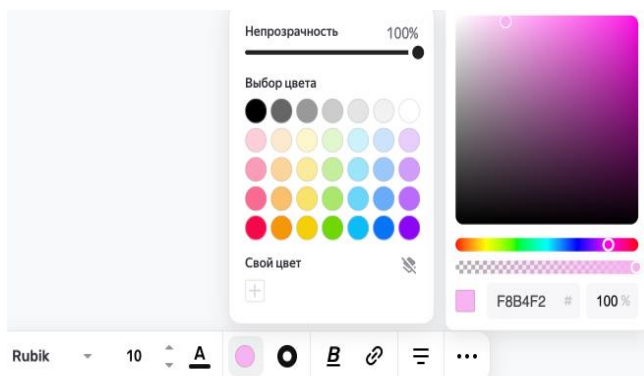 Непрозрачность 100%
Выбор цвета
Свой цвет
F8B4F2 # 100 %
Rubik 10 A B